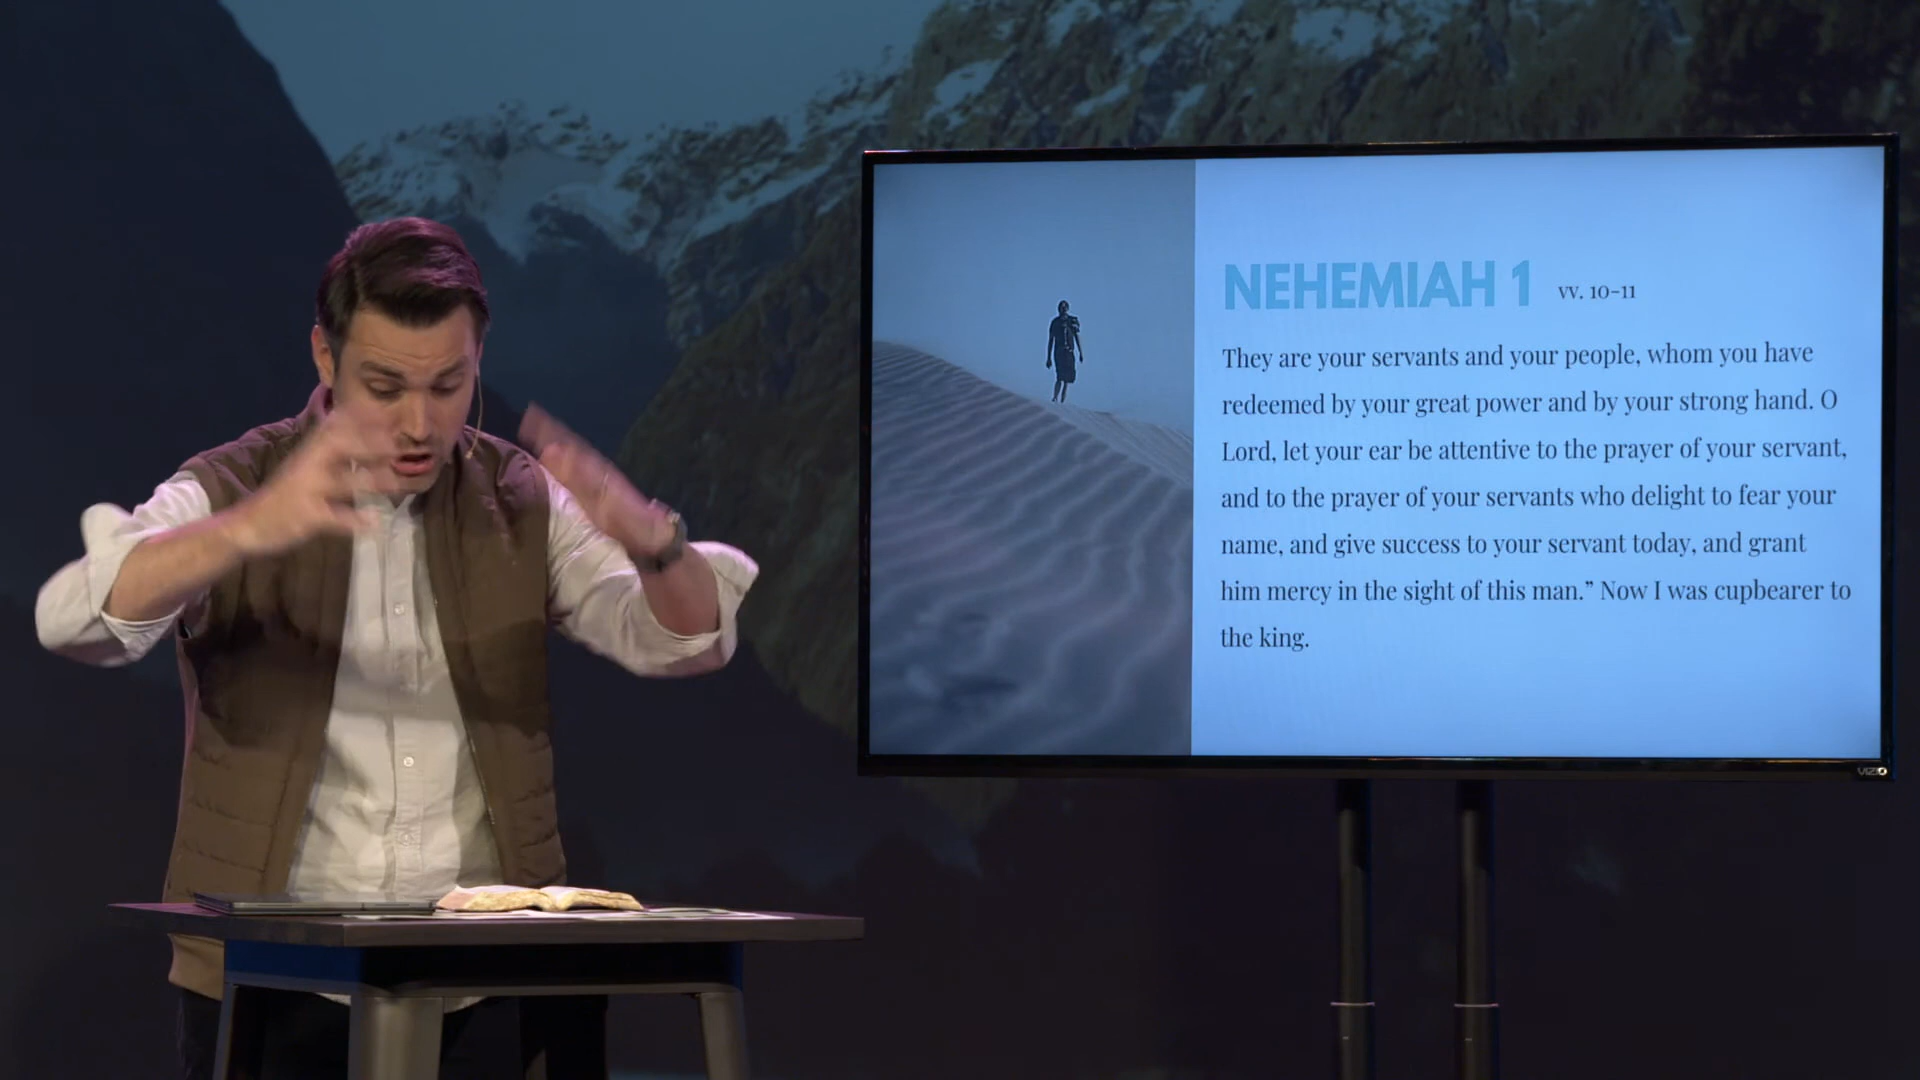 NEHEMIAH 1 vv. 10-11
They are your servants and your people, whom you have
redeemed by your great power and by your strong hand. O
Lord, let your ear be attentive to the prayer of your servant,
and to the prayer of your servants who delight to fear your
name, and give success to your servant today, and grant
him mercy in the sight of this man.” Now I was cupbearer to
the king.
VIZIO